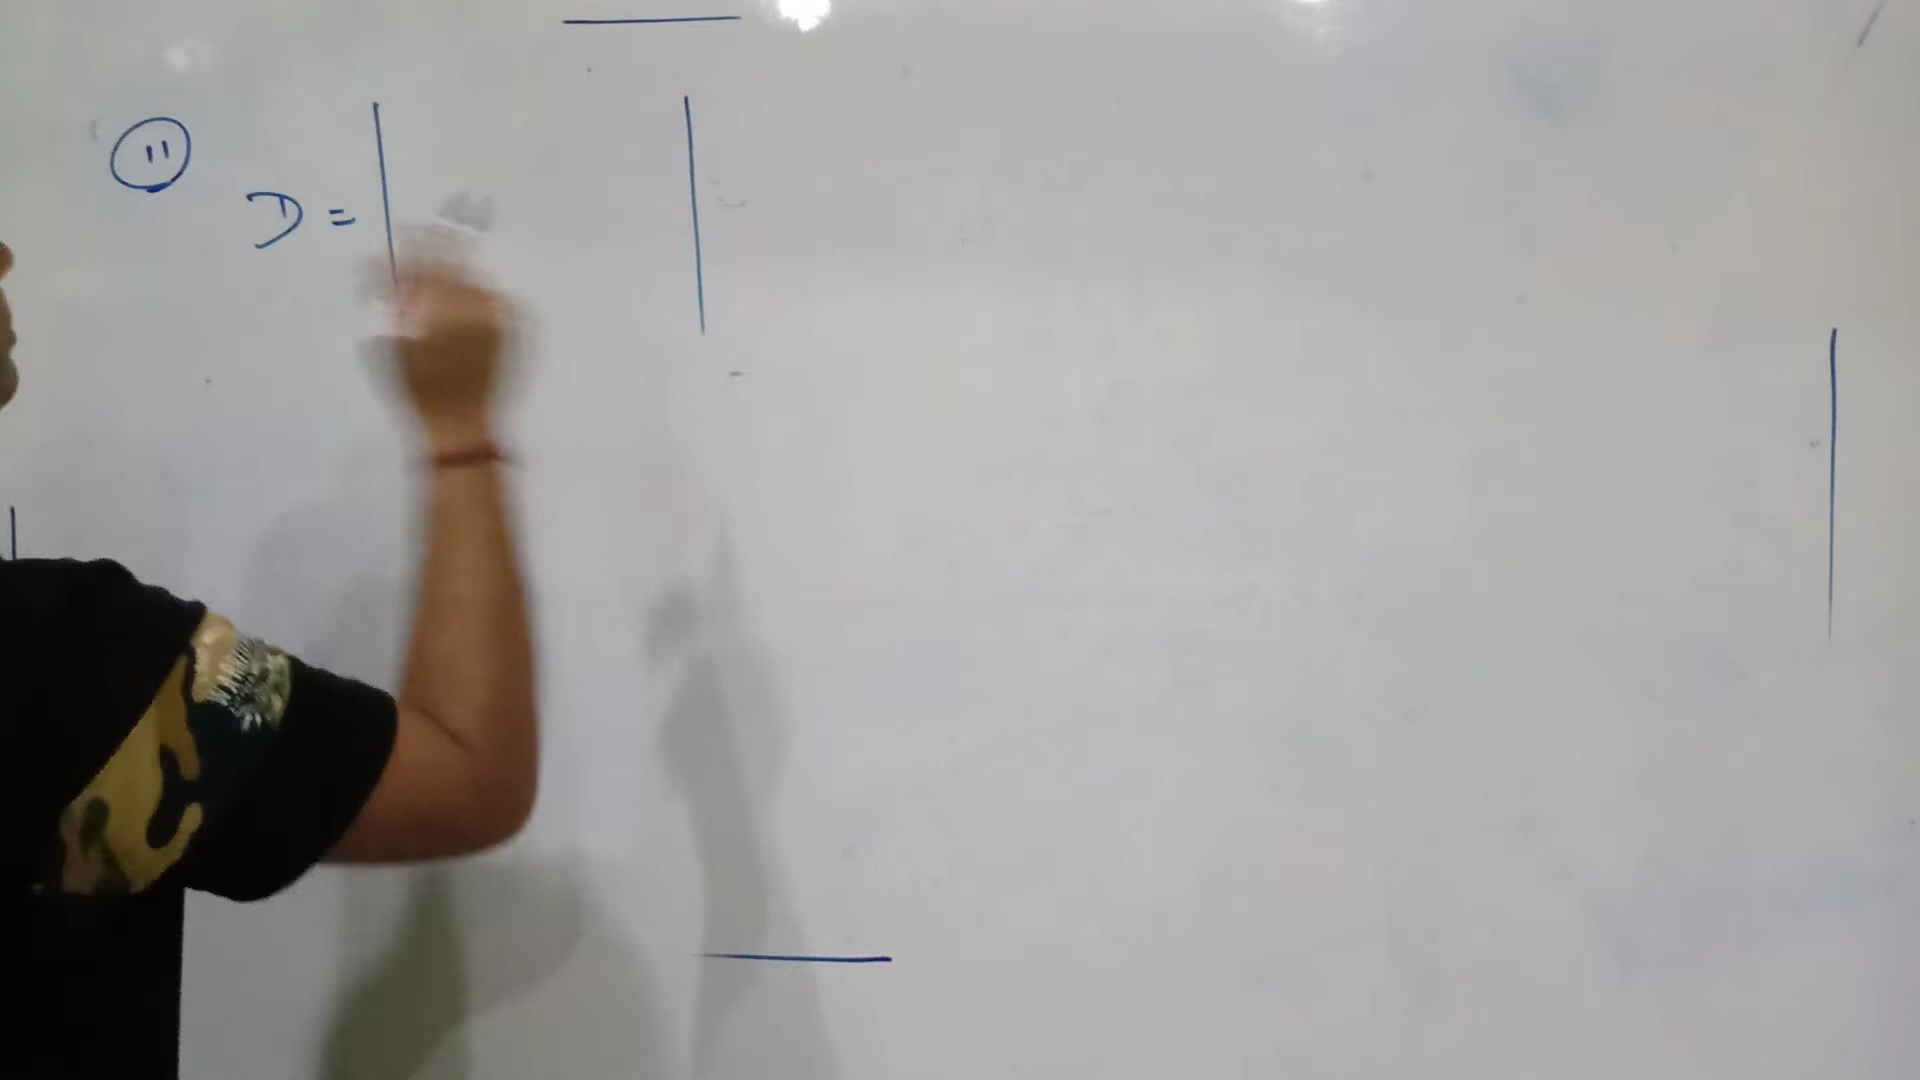 11
D = | |